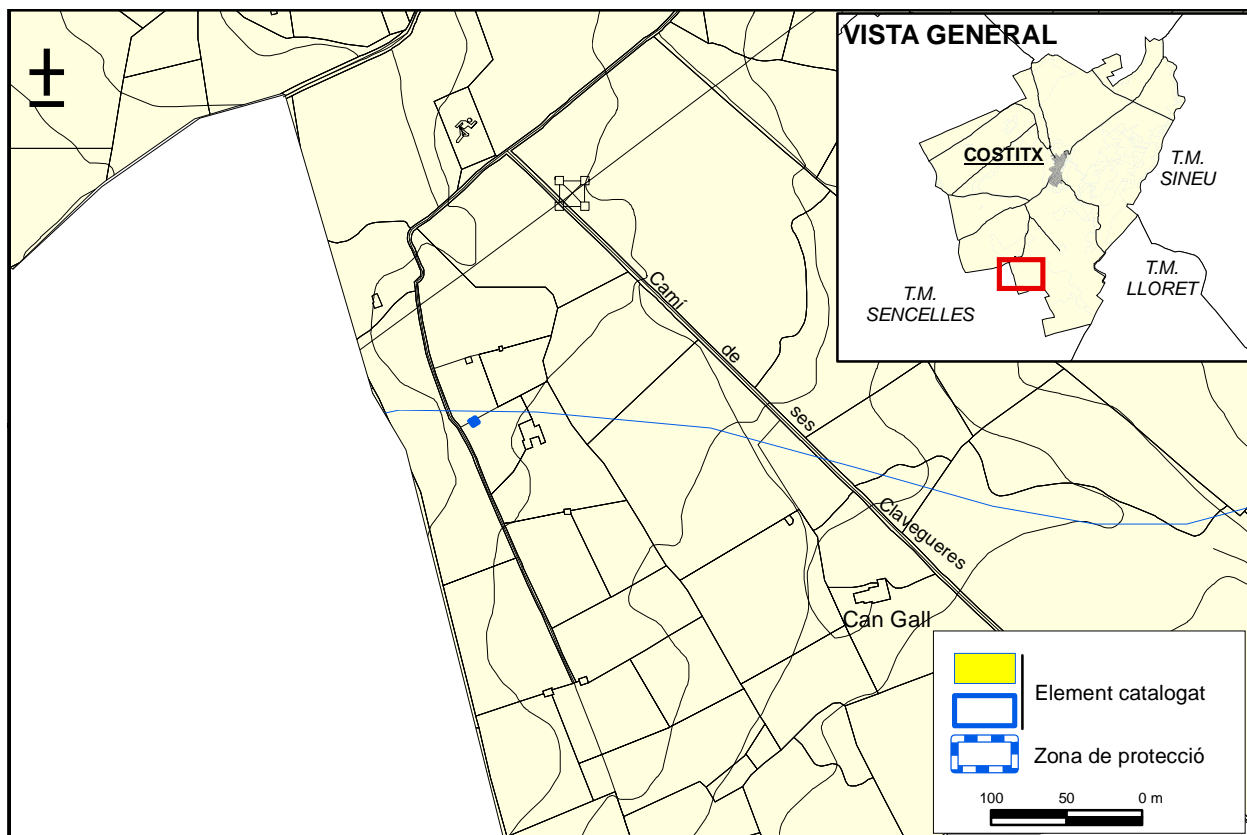 VISTA GENERAL
COSTITX
T.M.
SINEU
T.M.
LLORET
T.M.
SENCELLES
Camí
de
ses
Clavegueres
Can Gall
Element catalogat
Zona de protecció
100 50 0 m